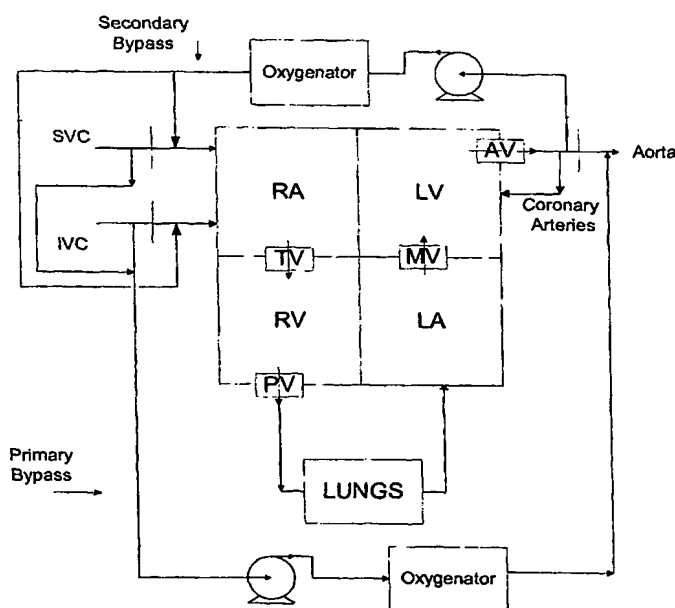 Secondary
Bypass
Oxygenator
SVC
AV
Aorta
RA
LV
Coronary
Arteries
IVC
TV
MV
RV
LA
PV
Primary
Bypass
LUNGS
Oxygenator